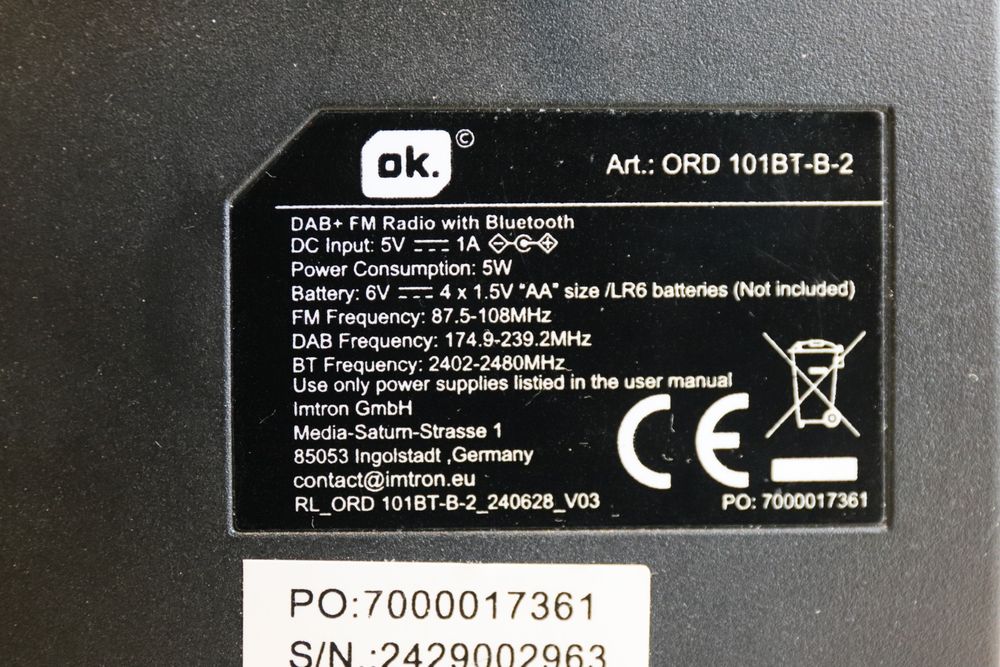 ok. ©
Art.: ORD 101BT-B-2
DAB+ FM Radio with Bluetooth
DC Input: 5V ⎓ 1A
Power Consumption: 5W
Battery: 6V ⎓ 4 x 1.5V "AA" size /LR6 batteries (Not included)
FM Frequency: 87.5-108MHz
DAB Frequency: 174.9-239.2MHz
BT Frequency: 2402-2480MHz
Use only power supplies listied in the user manual
Imtron GmbH
Media-Saturn-Strasse 1
85053 Ingolstadt ,Germany
contact@imtron.eu
RL_ORD 101BT-B-2_240628_V03
CE
PO: 7000017361
PO:7000017361
S/N.:2429002963